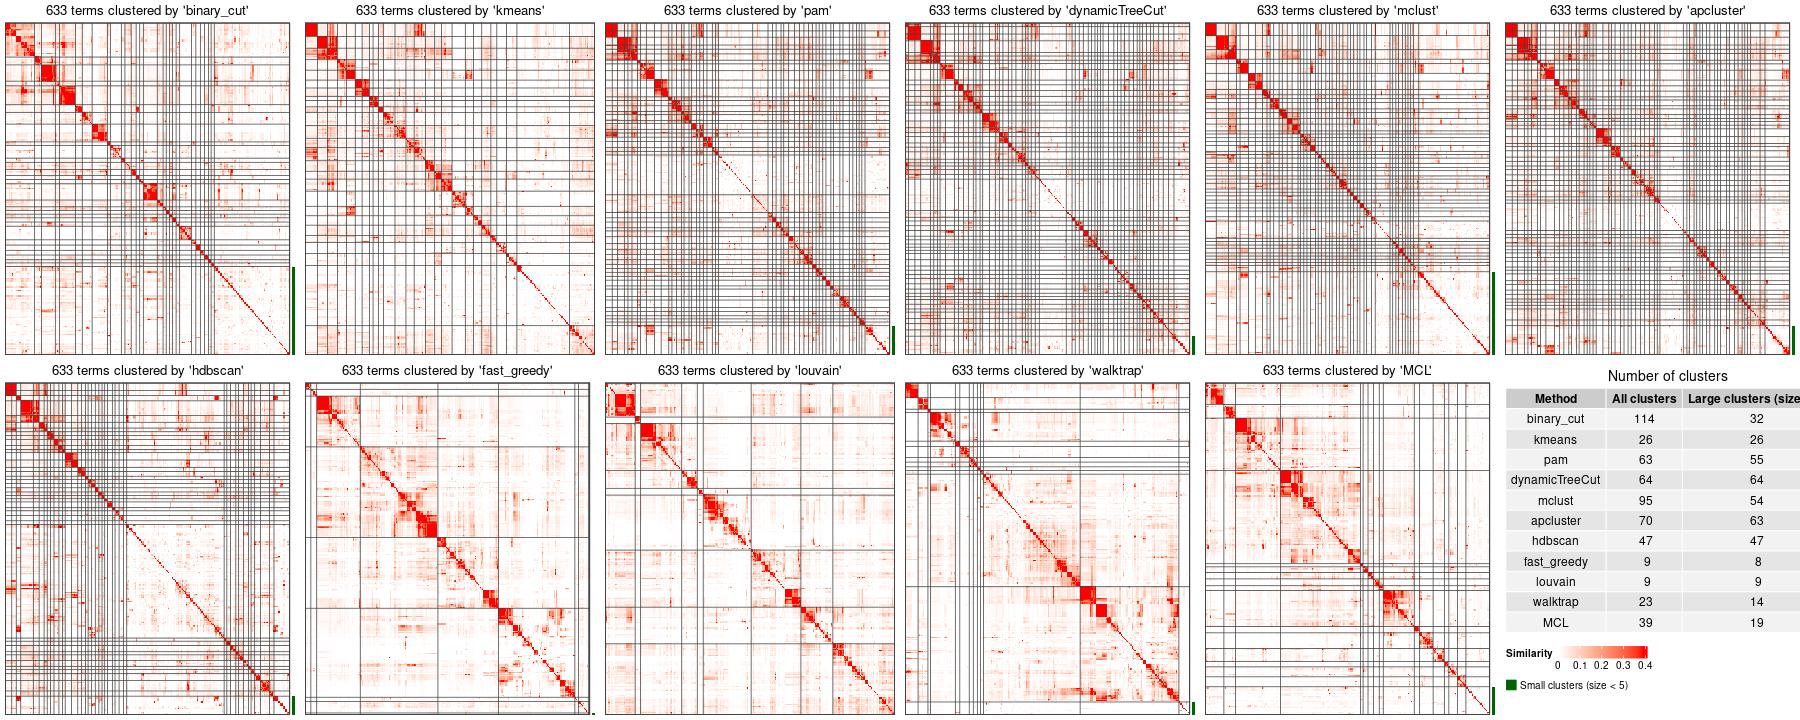 633 terms clustered by 'binary_cut'
633 terms clustered by 'kmeans'
633 terms clustered by 'pam'
633 terms clustered by 'dynamicTreeCut'
633 terms clustered by 'mclust'
633 terms clustered by 'apcluster'
633 terms clustered by 'hdbscan'
633 terms clustered by 'fast_greedy'
633 terms clustered by 'louvain'
633 terms clustered by 'walktrap'
633 terms clustered by 'MCL'
Number of clusters
Method All clusters Large clusters (size
binary_cut 114 32
kmeans 26 26
pam 63 55
dynamicTreeCut 64 64
mclust 95 54
apcluster 70 63
hdbscan 47 47
fast_greedy 9 8
louvain 9 9
walktrap 23 14
MCL 39 19
Similarity
0 0.1 0.2 0.3 0.4
Small clusters (size < 5)